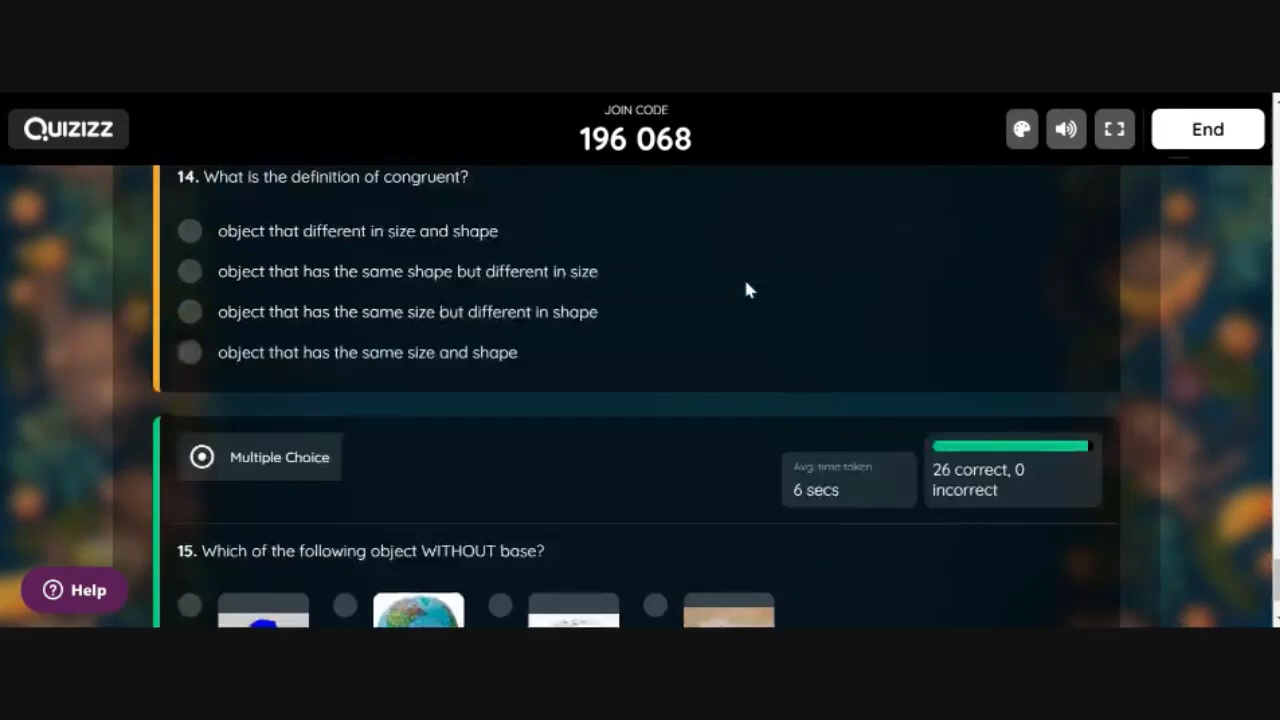 QUIZIZZ
JOIN CODE
196 068
End
14. What is the definition of congruent?
object that different in size and shape
object that has the same shape but different in size
object that has the same size but different in shape
object that has the same size and shape
Multiple Choice
Avg. time taken
6 secs
26 correct, 0
incorrect
15. Which of the following object WITHOUT base?
Help